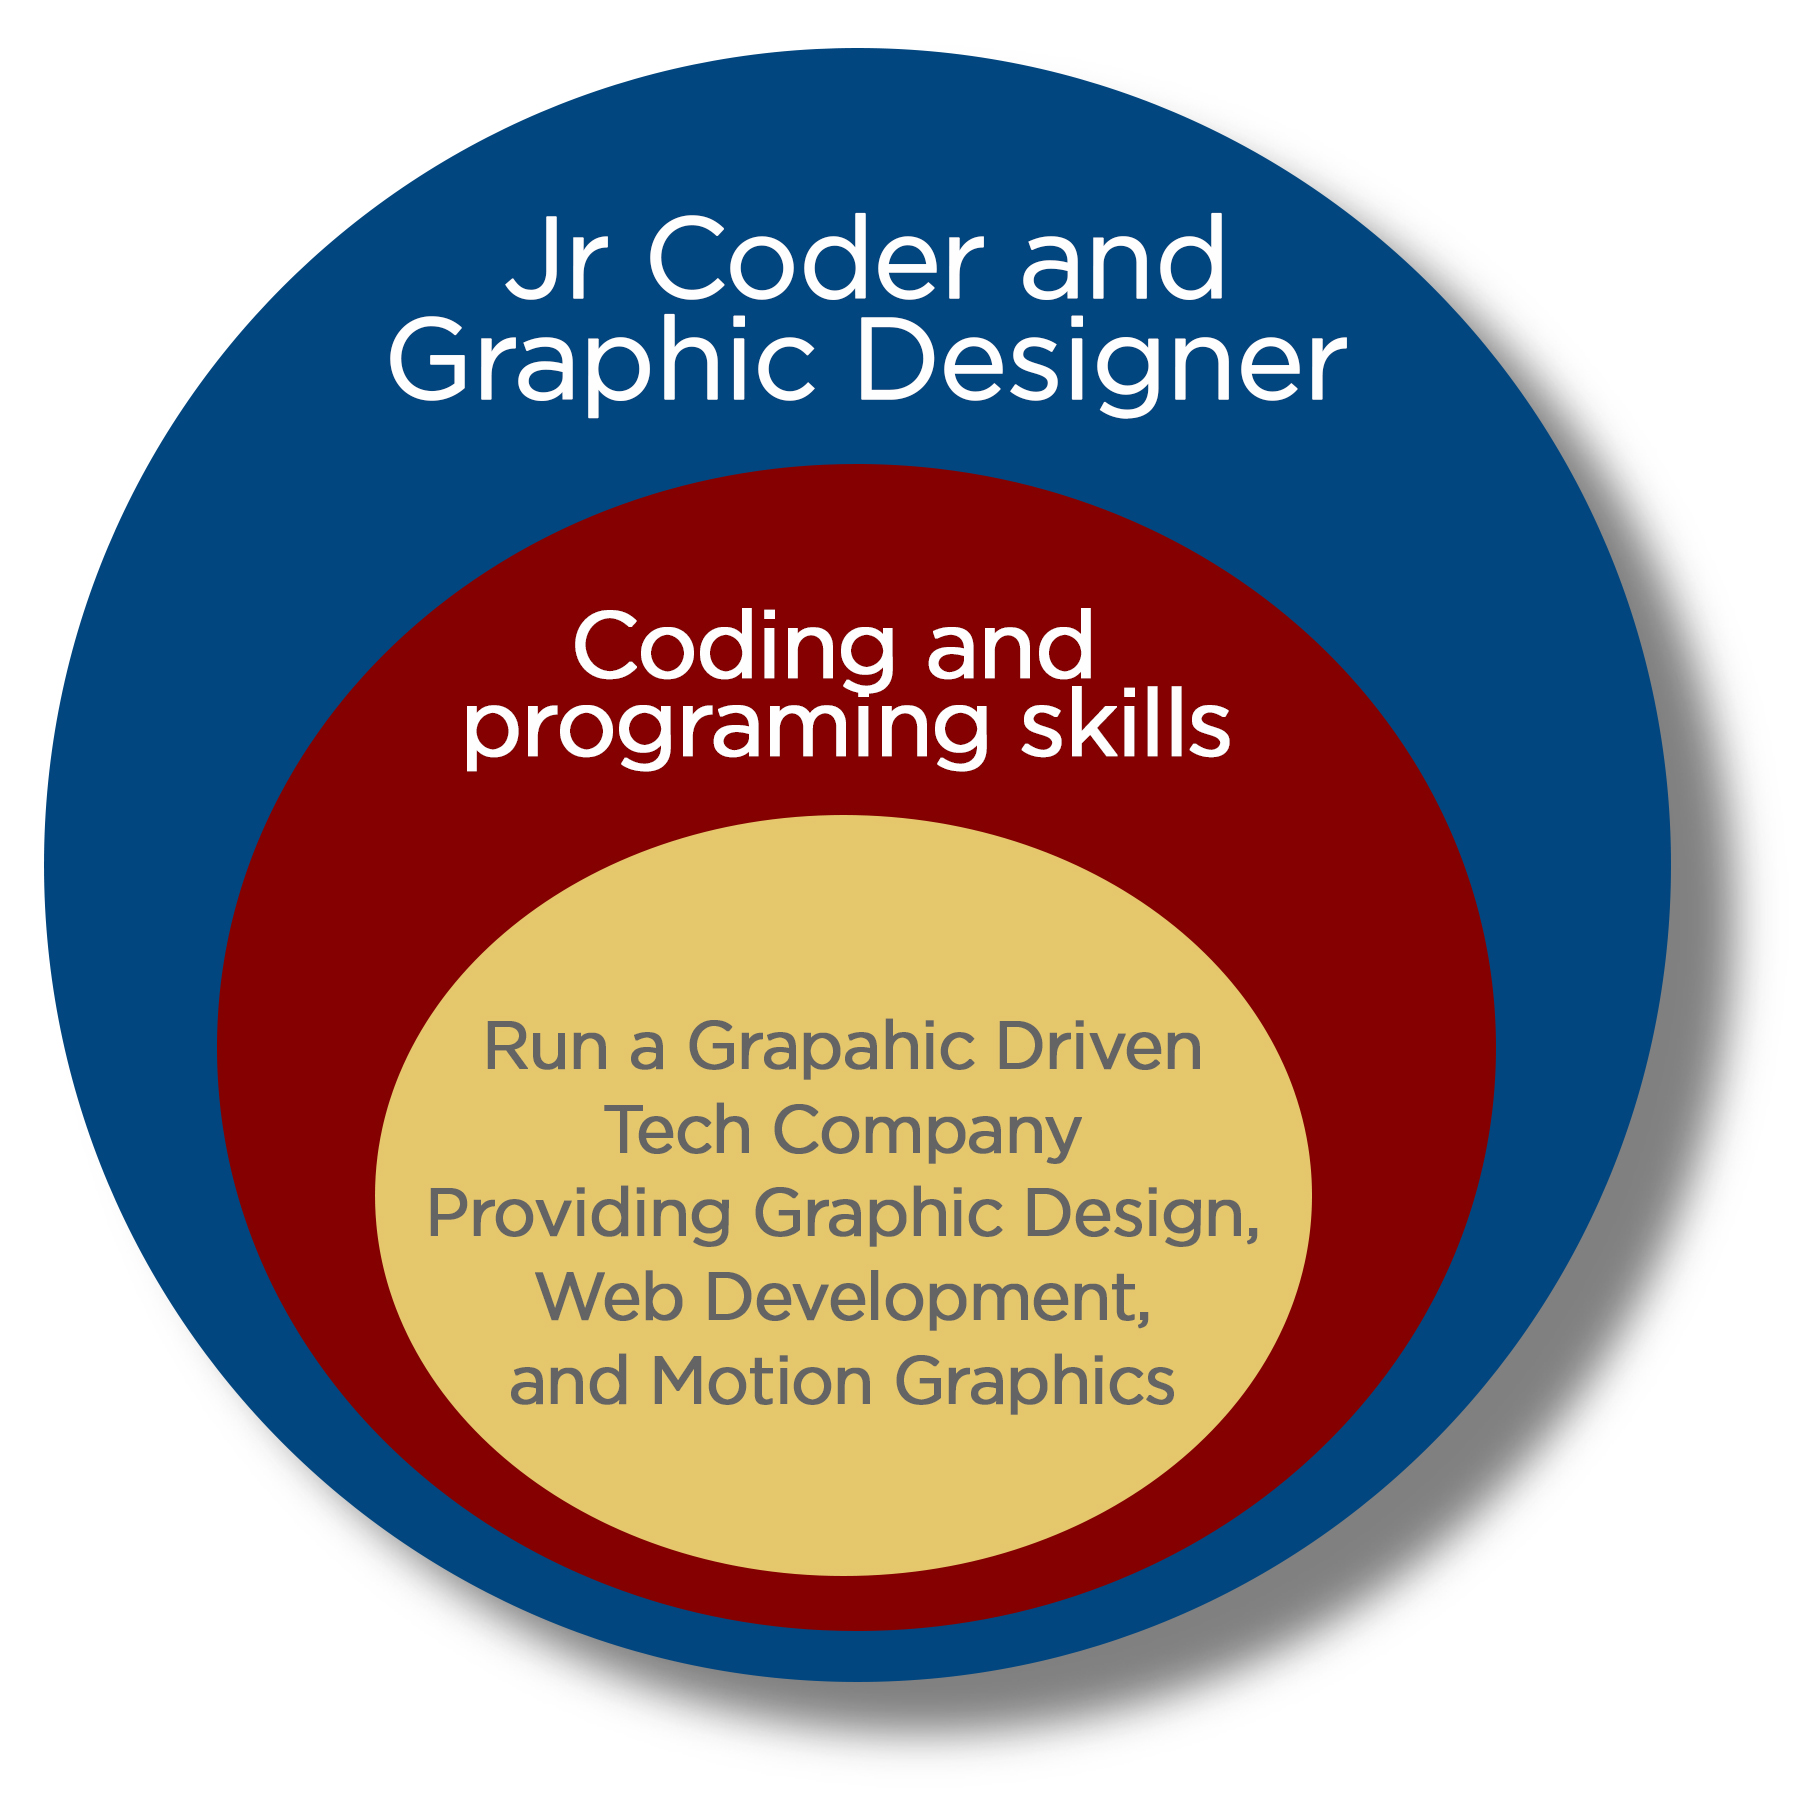 Jr Coder and
Graphic Designer
Coding and
programing skills
Run a Grapahic Driven
Tech Company
Providing Graphic Design,
Web Development,
and Motion Graphics